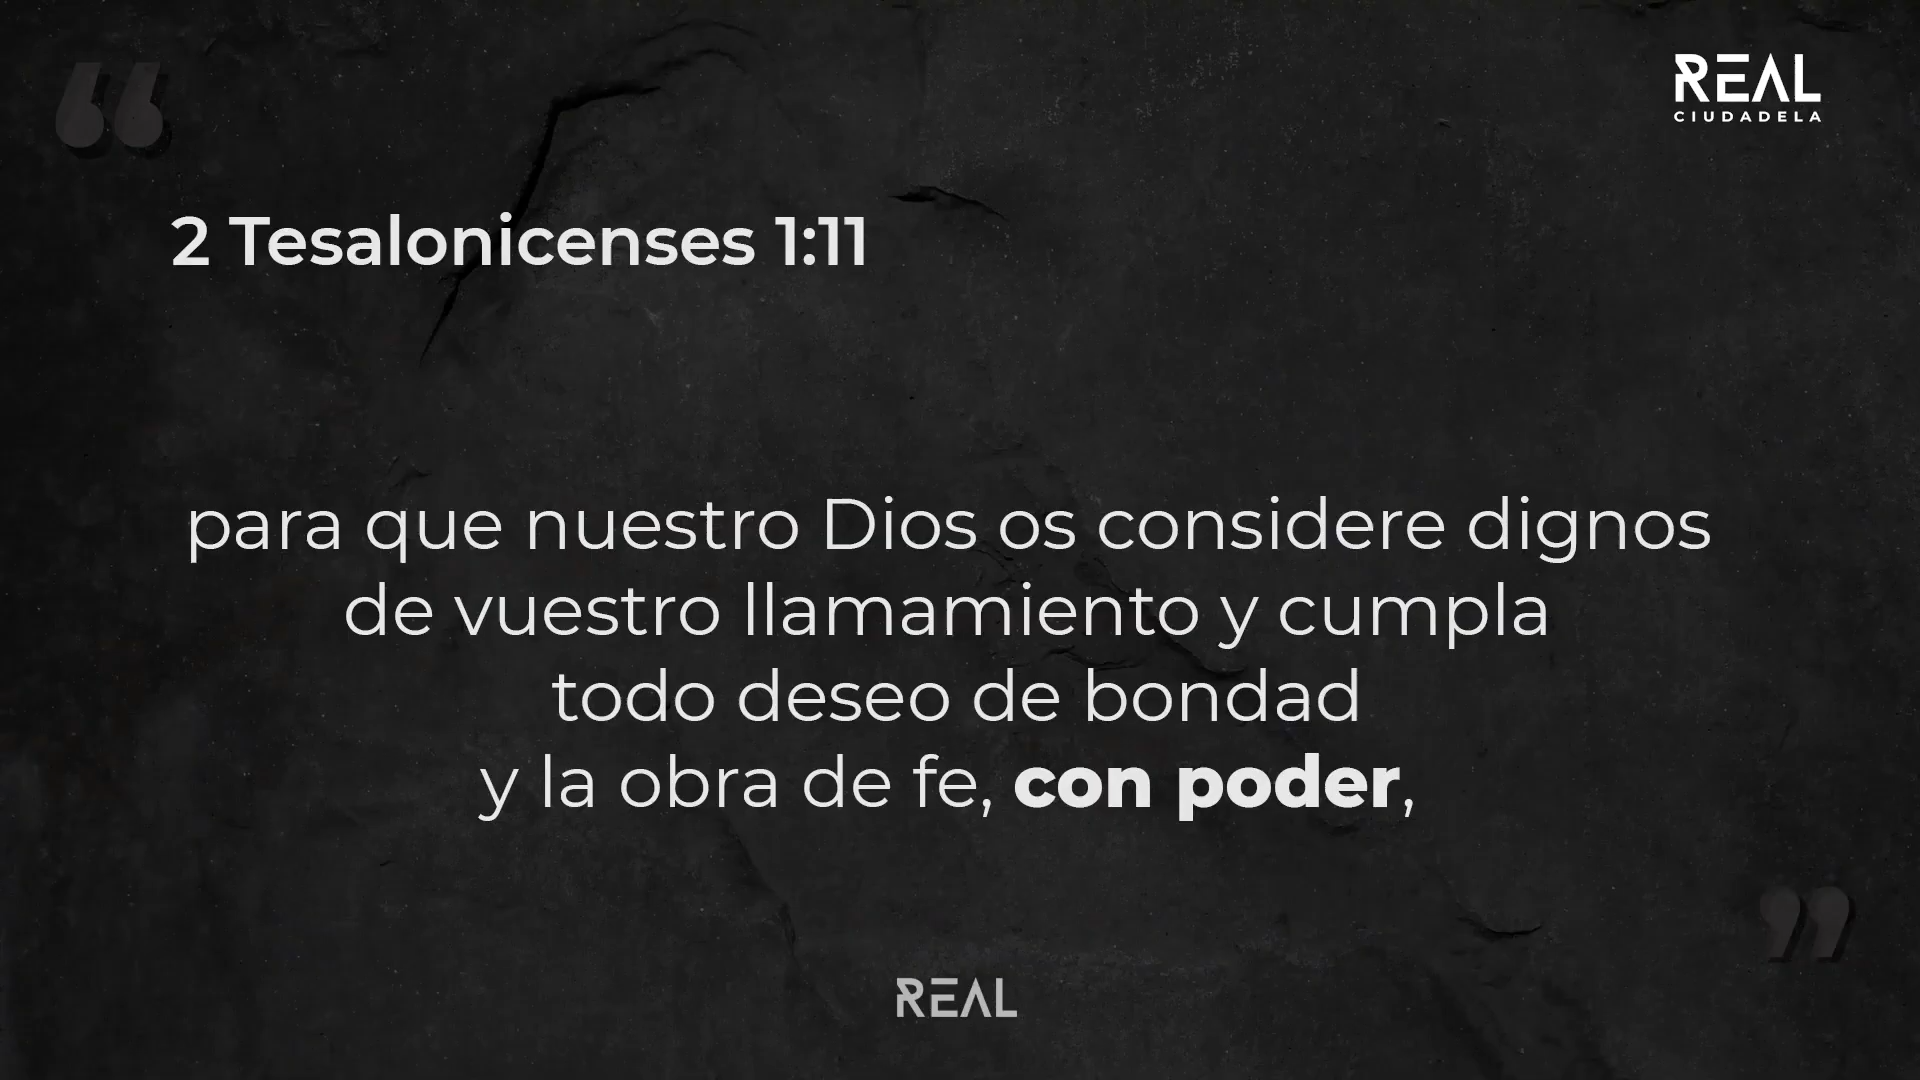 REAL
CIUDADELA
2 Tesalonicenses 1:11
para que nuestro Dios os considere dignos
de vuestro llamamiento y cumpla
todo deseo de bondad
y la obra de fe, con poder,
REAL